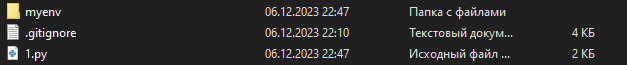 myenv 06.12.2023 22:47 Папка с файлами
.gitignore 06.12.2023 22:10 Текстовый докум... 4 КБ
1.py 06.12.2023 22:47 Исходный файл ... 2 КБ